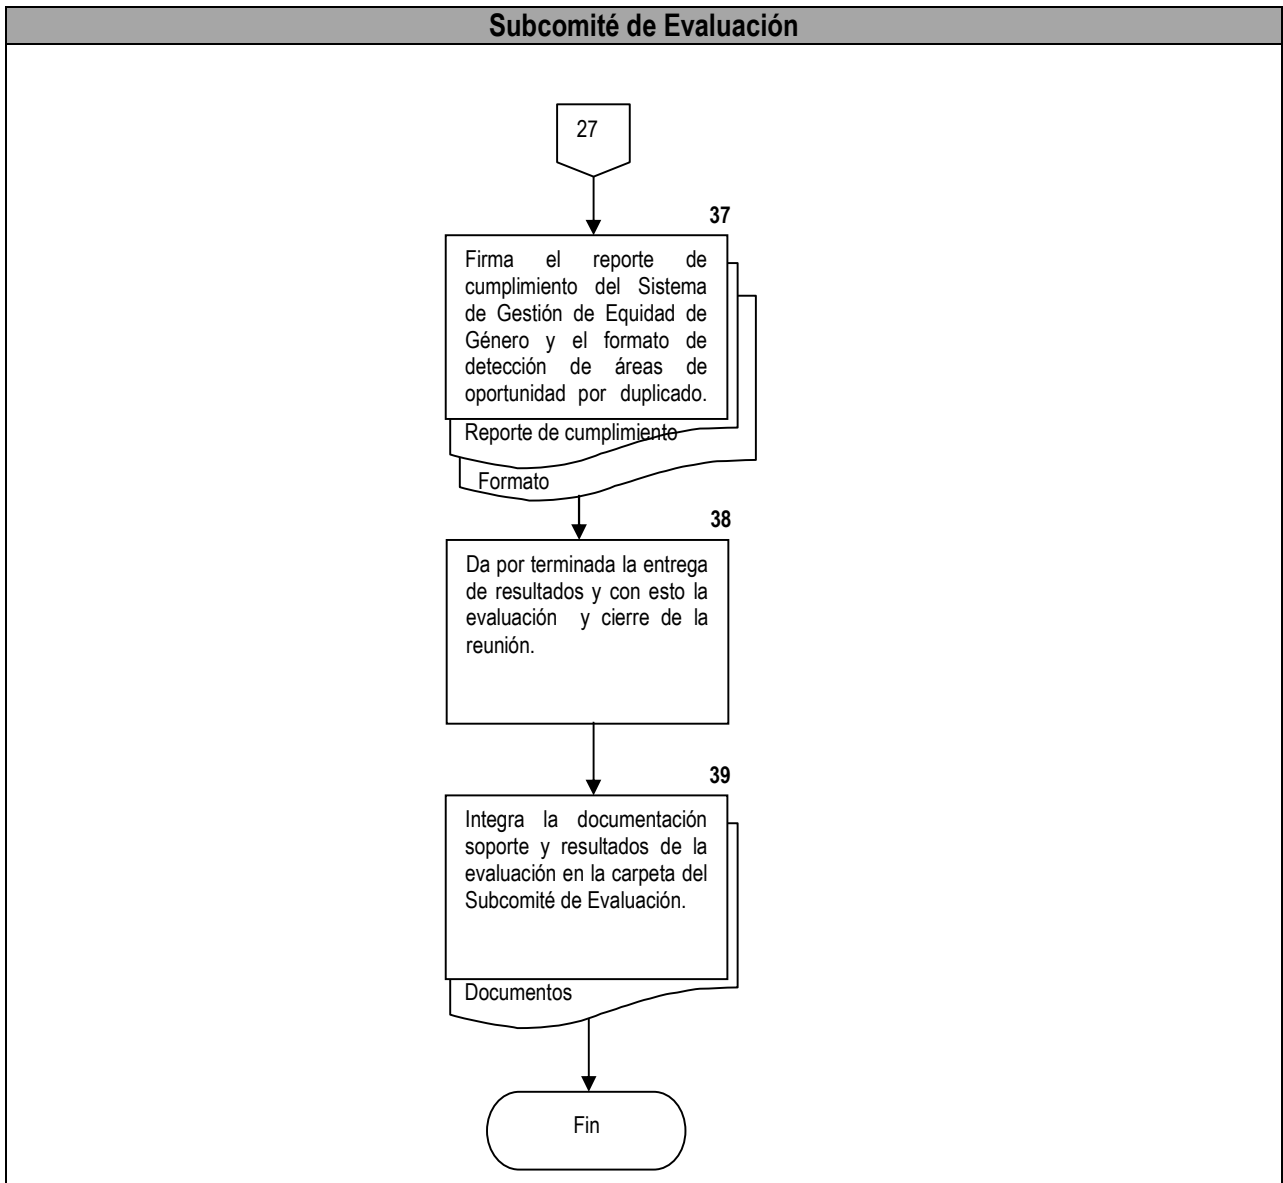 Subcomité de Evaluación
27
37
Firma el reporte de
cumplimiento del Sistema
de Gestión de Equidad de
Género y el formato de
detección de áreas de
oportunidad por duplicado.
Reporte de cumplimiento
Formato
38
Da por terminada la entrega
de resultados y con esto la
evaluación y cierre de la
reunión.
39
Integra la documentación
soporte y resultados de la
evaluación en la carpeta del
Subcomité de Evaluación.
Documentos
Fin